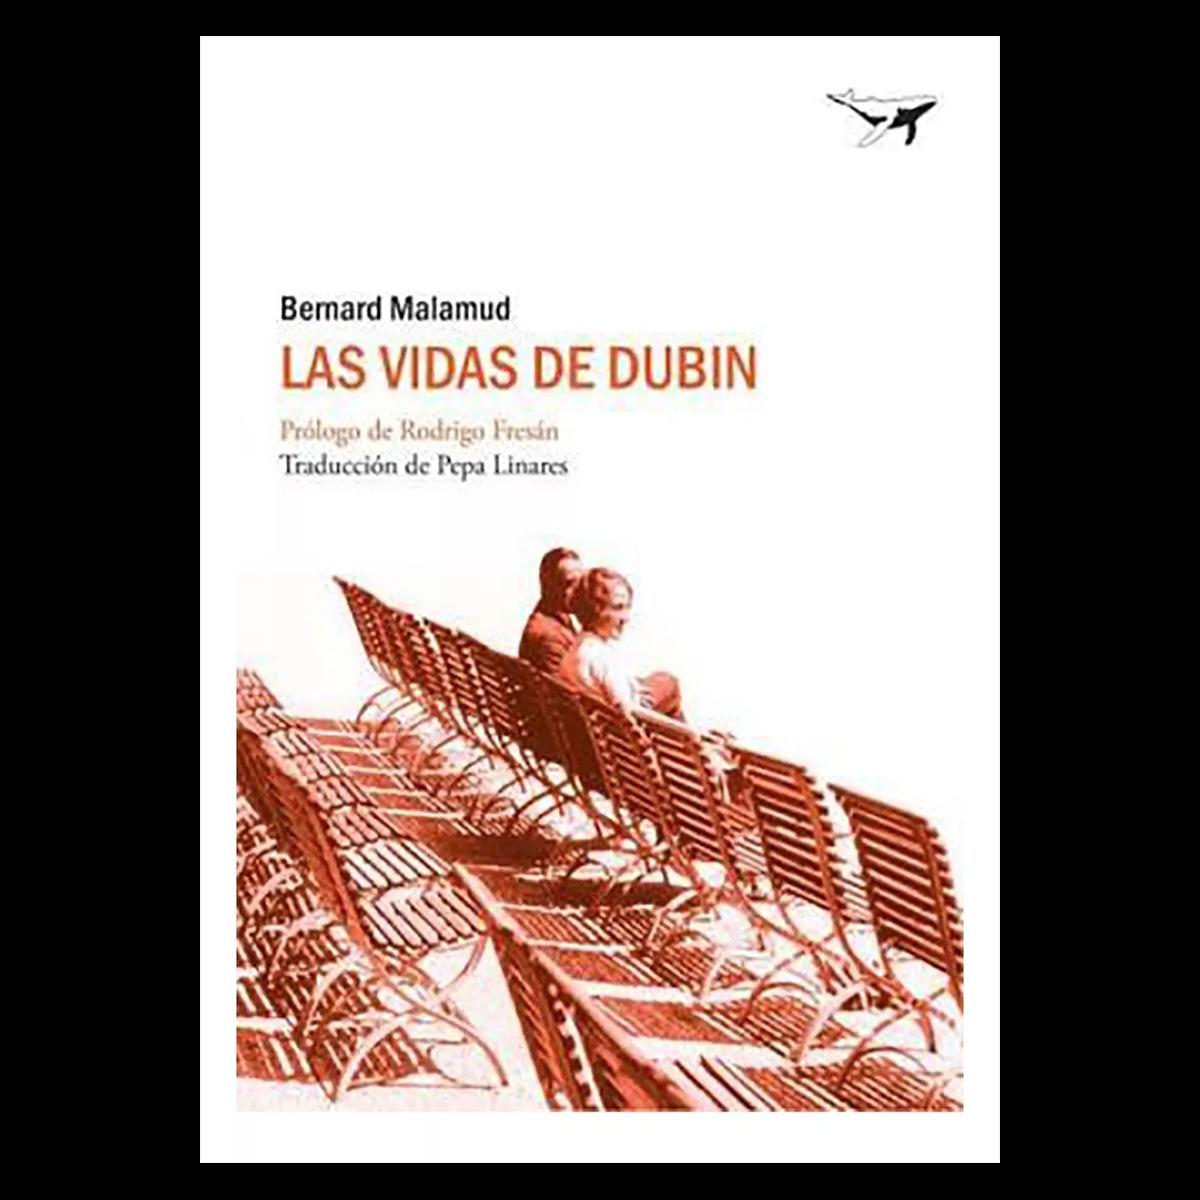 Bernard Malamud
LAS VIDAS DE DUBIN
Prólogo de Rodrigo Fresán
Traducción de Pepa Linares